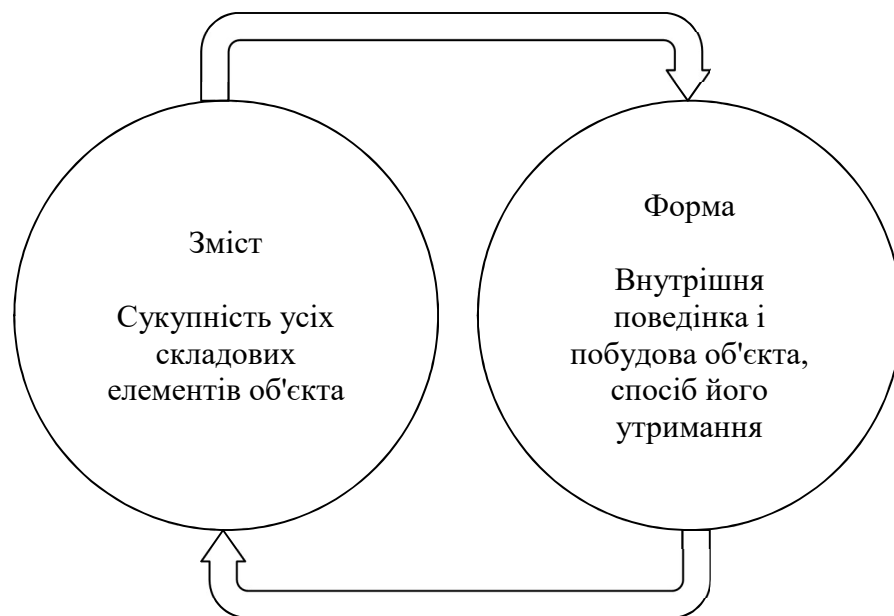 Зміст
Сукупність усіх
складових
елементів об'єкта
Форма
Внутрішня
поведінка і
побудова об'єкта,
спосіб його
утримання